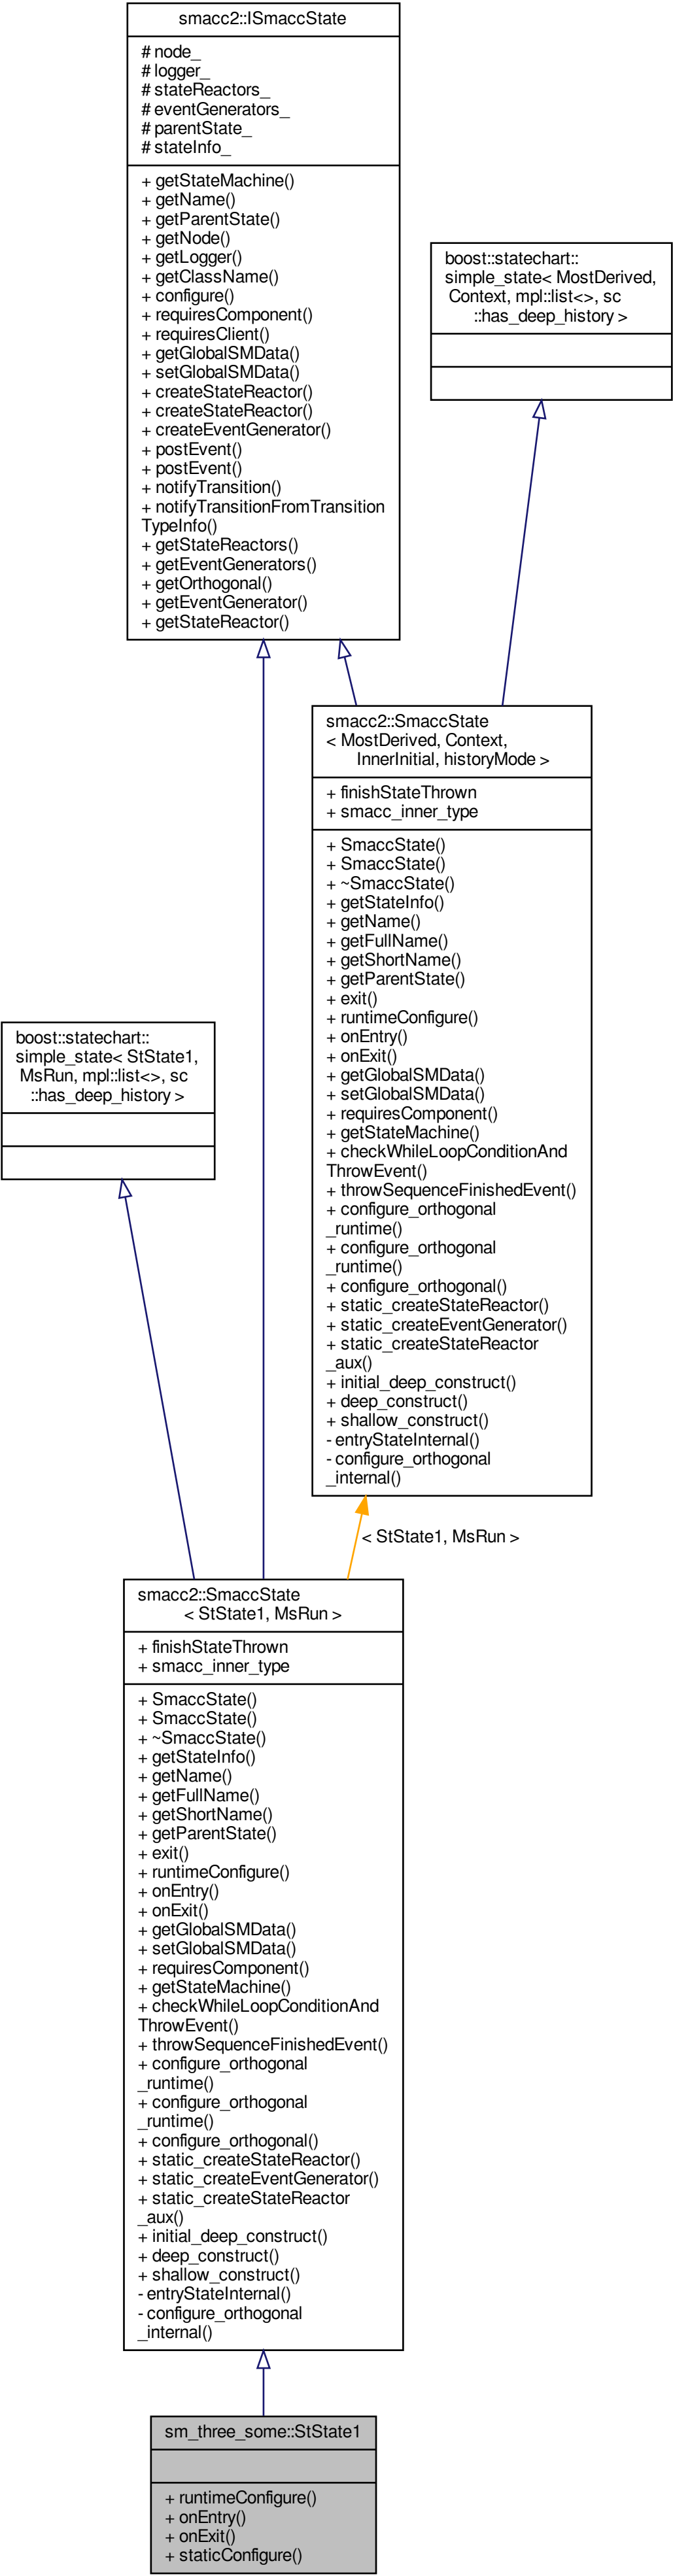 smacc2::ISmaccState
# node_
# logger_
# stateReactors_
# eventGenerators_
# parentState_
# stateInfo_
+ getStateMachine()
+ getName()
+ getParentState()
+ getNode()
+ getLogger()
+ getClassName()
+ configure()
+ requiresComponent()
+ requiresClient()
+ getGlobalSMData()
+ setGlobalSMData()
+ createStateReactor()
+ createStateReactor()
+ createEventGenerator()
+ postEvent()
+ postEvent()
+ notifyTransition()
+ notifyTransitionFromTransition
TypeInfo()
+ getStateReactors()
+ getEventGenerators()
+ getOrthogonal()
+ getEventGenerator()
+ getStateReactor()
boost::statechart::
simple_state< MostDerived,
Context, mpl::list<>, sc
::has_deep_history >
smacc2::SmaccState
< MostDerived, Context,
InnerInitial, historyMode >
+ finishStateThrown
+ smacc_inner_type
+ SmaccState()
+ SmaccState()
+ ~SmaccState()
+ getStateInfo()
+ getName()
+ getFullName()
+ getShortName()
+ getParentState()
+ exit()
+ runtimeConfigure()
+ onEntry()
+ onExit()
+ getGlobalSMData()
+ setGlobalSMData()
+ requiresComponent()
+ getStateMachine()
+ checkWhileLoopConditionAnd
ThrowEvent()
+ throwSequenceFinishedEvent()
+ configure_orthogonal
_runtime()
+ configure_orthogonal
_runtime()
+ configure_orthogonal()
+ static_createStateReactor()
+ static_createEventGenerator()
+ static_createStateReactor
_aux()
+ initial_deep_construct()
+ deep_construct()
+ shallow_construct()
- entryStateInternal()
- configure_orthogonal
_internal()
boost::statechart::
simple_state< StState1,
MsRun, mpl::list<>, sc
::has_deep_history >
< StState1, MsRun >
smacc2::SmaccState
< StState1, MsRun >
+ finishStateThrown
+ smacc_inner_type
+ SmaccState()
+ SmaccState()
+ ~SmaccState()
+ getStateInfo()
+ getName()
+ getFullName()
+ getShortName()
+ getParentState()
+ exit()
+ runtimeConfigure()
+ onEntry()
+ onExit()
+ getGlobalSMData()
+ setGlobalSMData()
+ requiresComponent()
+ getStateMachine()
+ checkWhileLoopConditionAnd
ThrowEvent()
+ throwSequenceFinishedEvent()
+ configure_orthogonal
_runtime()
+ configure_orthogonal
_runtime()
+ configure_orthogonal()
+ static_createStateReactor()
+ static_createEventGenerator()
+ static_createStateReactor
_aux()
+ initial_deep_construct()
+ deep_construct()
+ shallow_construct()
- entryStateInternal()
- configure_orthogonal
_internal()
sm_three_some::StState1
+ runtimeConfigure()
+ onEntry()
+ onExit()
+ staticConfigure()